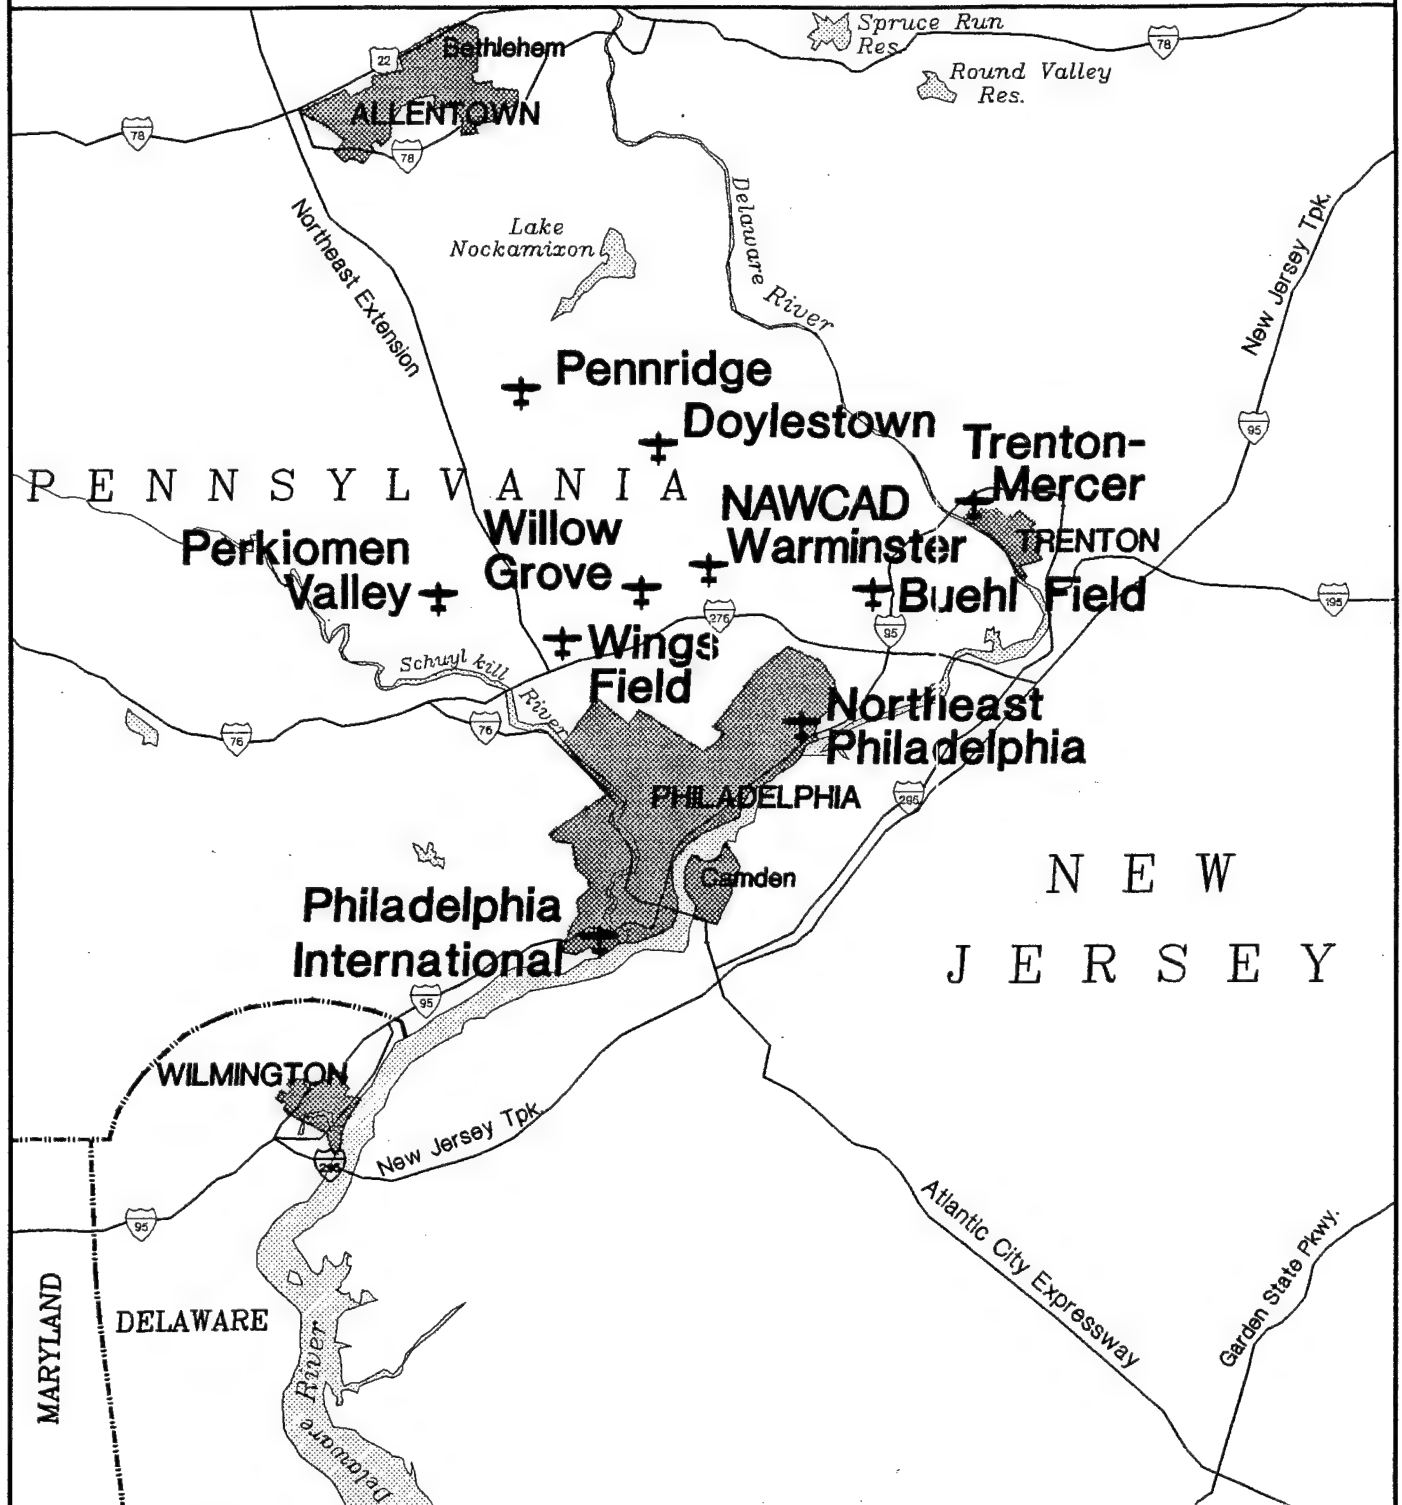 Spruce Run
Res.
Bethlehem
22
78
Round Valley
Res.
ALLENTOWN
78
78
Delaware River
Northeast Extension
New Jersey Tpk.
Lake
Nockamixon
Pennridge
Doylestown
95
Trenton-
Mercer
PENNSYLVANIA
NAWCAD
Warminster
Willow
Grove
TRENTON
Perkiomen
Valley
Buehl Field
195
276
95
Wings
Field
Schuylkill River
Northeast
Philadelphia
76
76
PHILADELPHIA
295
NEW
JERSEY
Camden
Philadelphia
International
95
WILMINGTON
New Jersey Tpk.
295
95
Atlantic City Expressway
Garden State Pkwy.
MARYLAND
DELAWARE
Delaware River